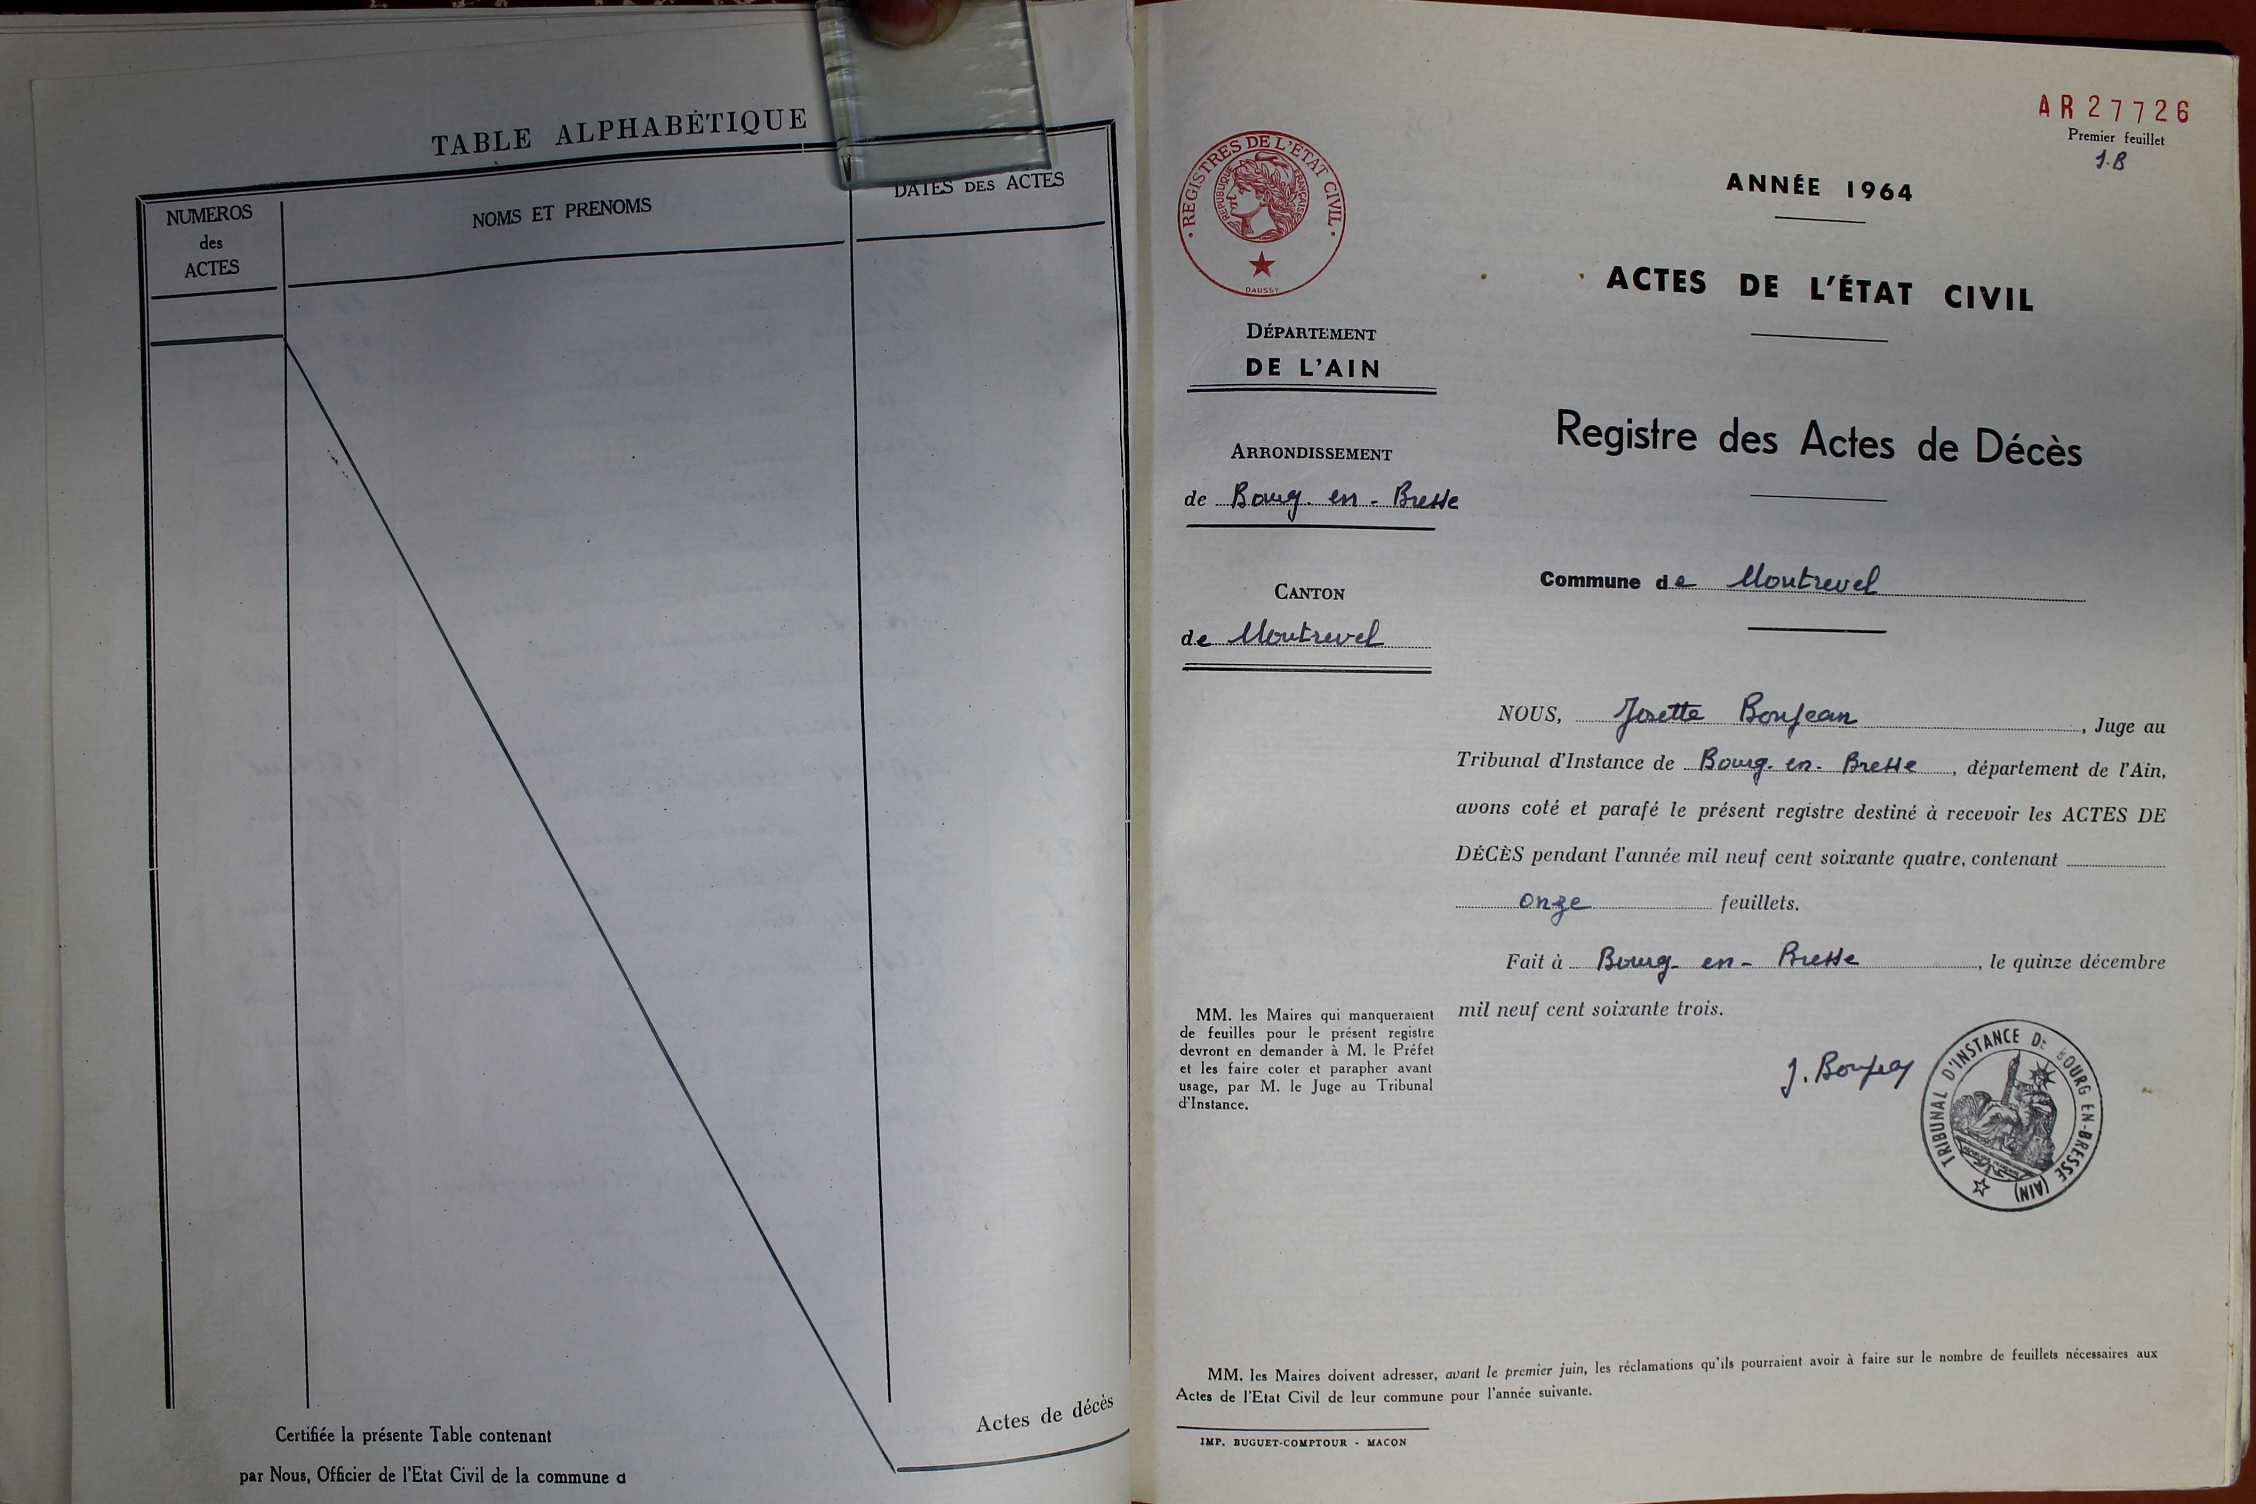 TABLE ALPHABÉTIQUE
NUMEROS
des
ACTES
NOMS ET PRENOMS
DATES DES ACTES
Actes de décès
Certifiée la présente Table contenant
par Nous, Officier de l'Etat Civil de la commune d
AR27726
Premier feuillet
J.B
REGISTRES DE L'ETAT CIVIL
REPUBLIQUE FRANÇAISE
DAUSSY
ANNÉE 1964
ACTES DE L'ÉTAT CIVIL
DÉPARTEMENT
DE L'AIN
Registre des Actes de Décès
ARRONDISSEMENT
de Bourg-en-Bresse
CANTON
de Montrevel
Commune de Montrevel
NOUS, Josette Bonjean, Juge au
Tribunal d'Instance de Bourg-en-Bresse, département de l'Ain,
avons coté et parafé le présent registre destiné à recevoir les ACTES DE
DÉCÈS pendant l'année mil neuf cent soixante quatre, contenant
onze feuillets.
Fait à Bourg-en-Bresse, le quinze décembre
mil neuf cent soixante trois.
MM. les Maires qui manqueraient
de feuilles pour le présent registre
devront en demander à M. le Préfet
et les faire coter et parapher avant
usage, par M. le Juge au Tribunal
d'Instance.
J. Bonjean
TRIBUNAL D'INSTANCE DE BOURG EN-BRESSE (AIN)
MM. les Maires doivent adresser, avant le premier juin, les réclamations qu'ils pourraient avoir à faire sur le nombre de feuillets nécessaires aux
Actes de l'Etat Civil de leur commune pour l'année suivante.
IMP. BUGUET-COMPTOUR - MACON